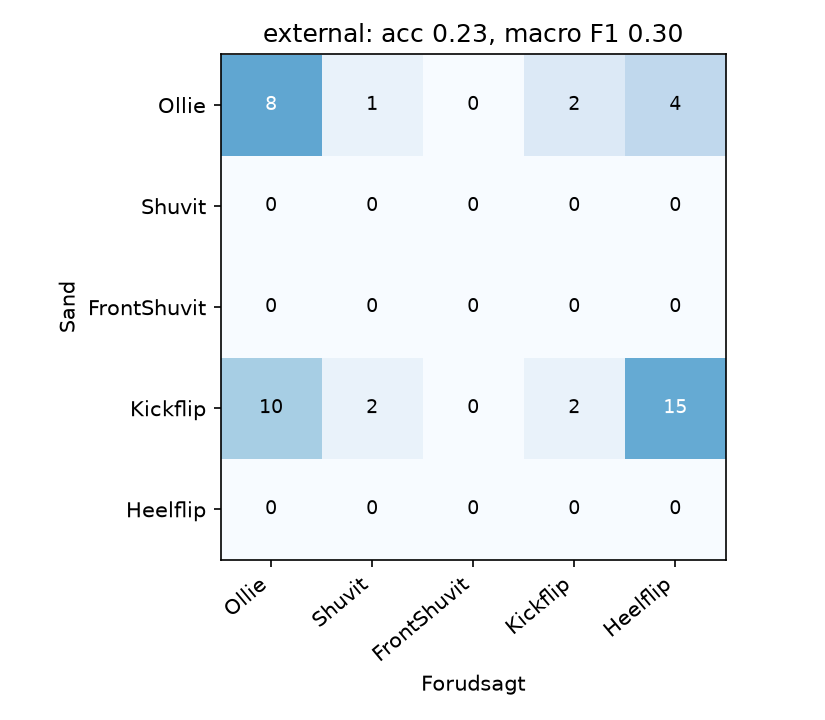 external: acc 0.23, macro F1 0.30
Ollie 8 1 0 2 4
Shuvit 0 0 0 0 0
FrontShuvit 0 0 0 0 0
Kickflip 10 2 0 2 15
Heelflip 0 0 0 0 0
Sand
Ollie Shuvit FrontShuvit Kickflip Heelflip
Forudsagt